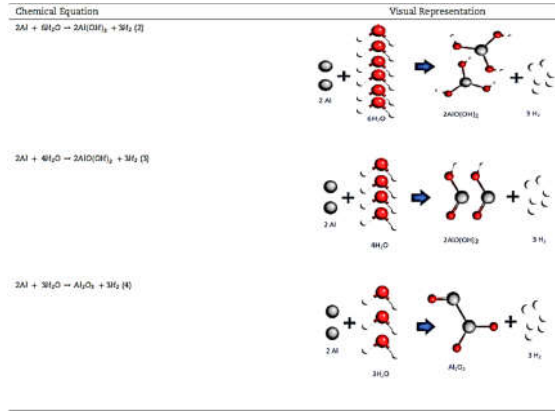 Chemical Equation Visual Representation
2Al + 6H₂O → 2Al(OH)₃ + 3H₂ (2)
2 Al
6H₂O
2AlO(OH)₃
3 H₂
2Al + 4H₂O → 2AlO(OH)₂ + 3H₂ (3)
2 Al
4H₂O
2AlO(OH)₂
3 H₂
2Al + 3H₂O → Al₂O₃ + 3H₂ (4)
2 Al
3H₂O
Al₂O₃
3 H₂